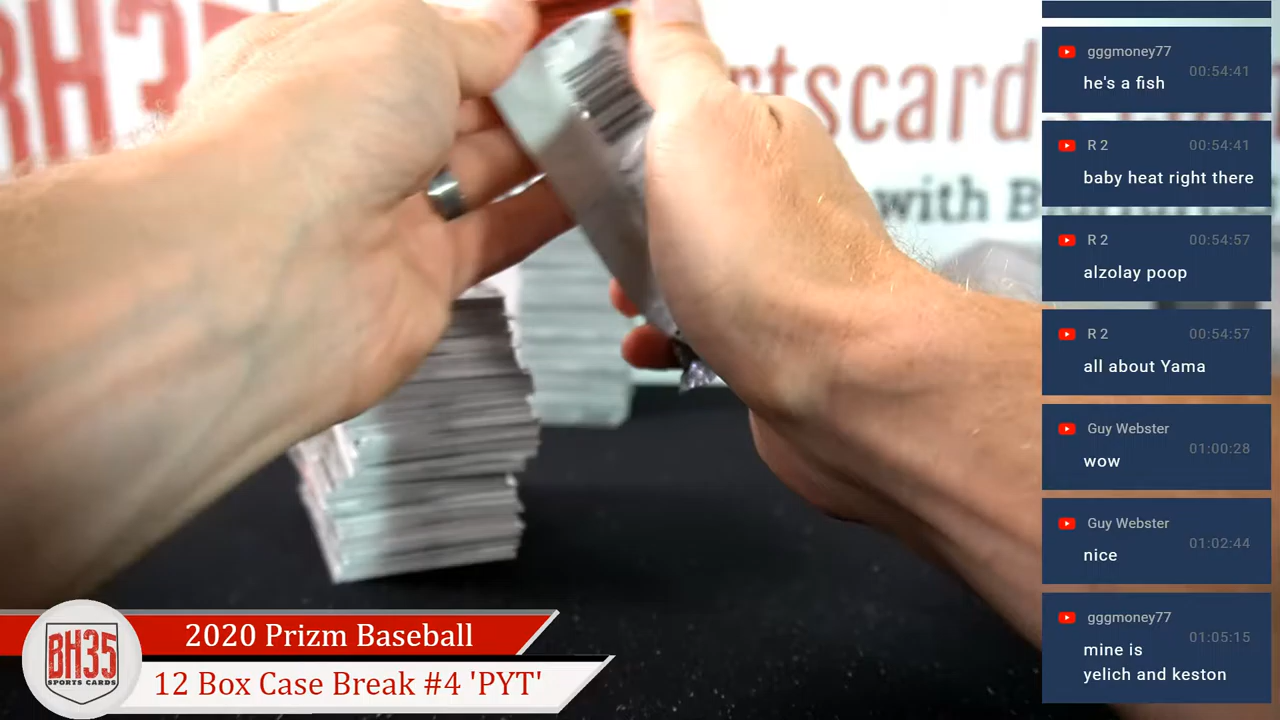 BH35
rtscards
with B
gggmoney77
00:54:41
he's a fish
R 2
00:54:41
baby heat right there
R 2
00:54:57
alzolay poop
R 2
00:54:57
all about Yama
Guy Webster
01:00:28
wow
Guy Webster
01:02:44
nice
gggmoney77
01:05:15
mine is
yelich and keston
BH35
SPORTS CARDS
2020 Prizm Baseball
12 Box Case Break #4 'PYT'